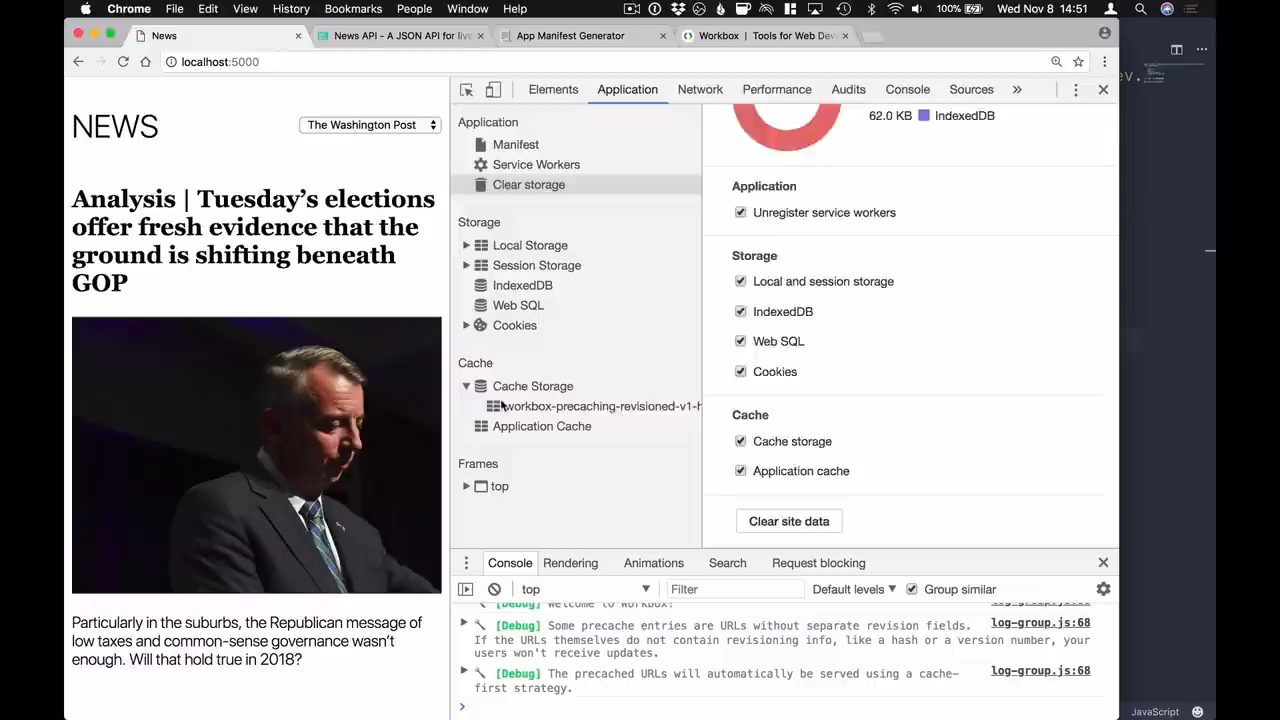 Chrome File Edit View History Bookmarks People Window Help 100% Wed Nov 8 14:51
News
News API - A JSON API for live
App Manifest Generator
Workbox | Tools for Web Dev
localhost:5000
Elements Application Network Performance Audits Console Sources »
NEWS
The Washington Post
Analysis | Tuesday’s elections
offer fresh evidence that the
ground is shifting beneath
GOP
Particularly in the suburbs, the Republican message of
low taxes and common-sense governance wasn’t
enough. Will that hold true in 2018?
Application
Manifest
Service Workers
Clear storage
Storage
Local Storage
Session Storage
IndexedDB
Web SQL
Cookies
Cache
Cache Storage
workbox-precaching-revisioned-v1-h
Application Cache
Frames
top
62.0 KB IndexedDB
Application
Unregister service workers
Storage
Local and session storage
IndexedDB
Web SQL
Cookies
Cache
Cache storage
Application cache
Clear site data
Console Rendering Animations Search Request blocking
top Filter Default levels Group similar
[Debug] Welcome to Workbox! log-group.js:68
[Debug] Some precache entries are URLs without separate revision fields. log-group.js:68
If the URLs themselves do not contain revisioning info, like a hash or a version number, your
users won't receive updates.
[Debug] The precached URLs will automatically be served using a cache- log-group.js:68
first strategy.
ev.
JavaScript